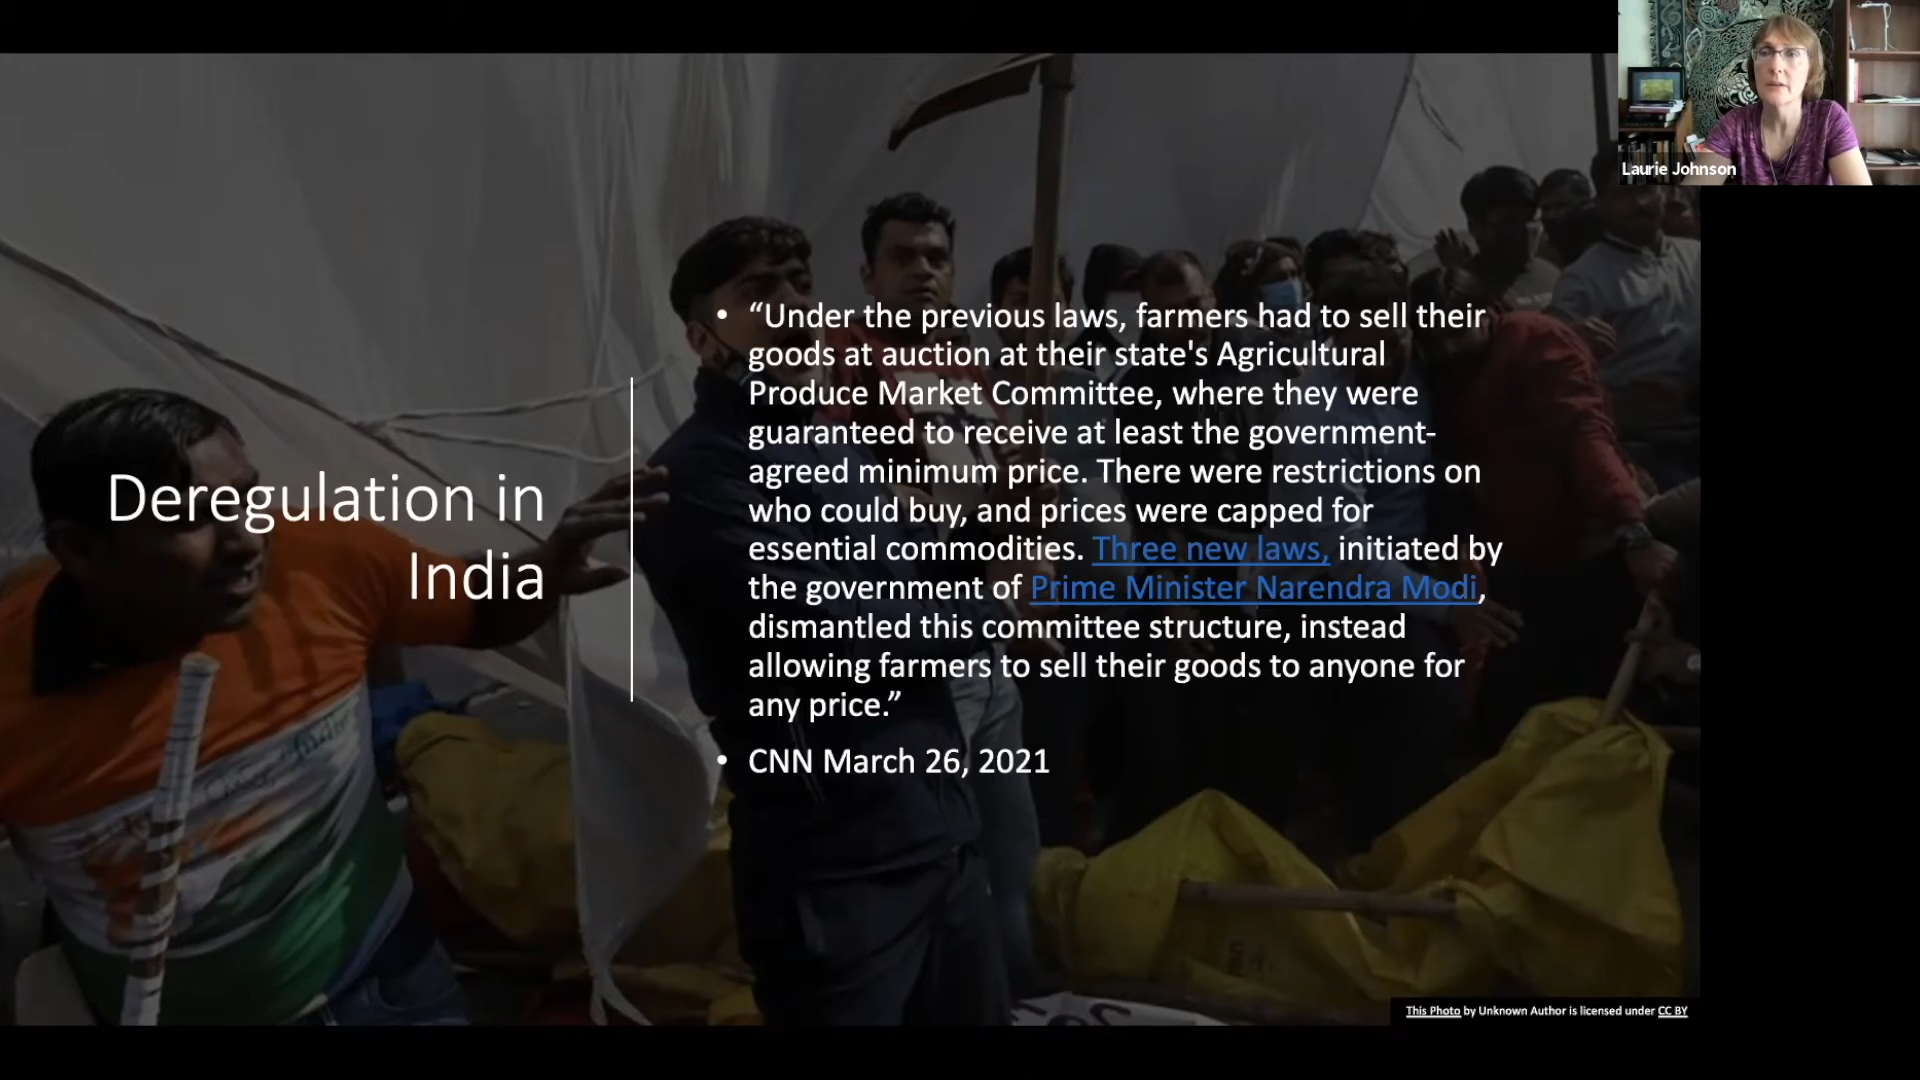 Laurie Johnson
Deregulation in
India
• “Under the previous laws, farmers had to sell their
goods at auction at their state's Agricultural
Produce Market Committee, where they were
guaranteed to receive at least the government-
agreed minimum price. There were restrictions on
who could buy, and prices were capped for
essential commodities. Three new laws, initiated by
the government of Prime Minister Narendra Modi,
dismantled this committee structure, instead
allowing farmers to sell their goods to anyone for
any price.”
• CNN March 26, 2021
This Photo by Unknown Author is licensed under CC BY